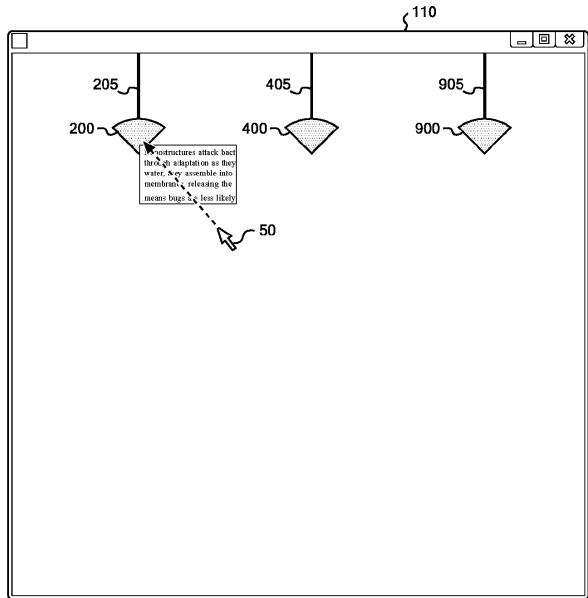 110
205 405 905
200 400 900
attack bact
through adaptation as they
water, they assemble into
membrane, releasing the
means bugs are less likely
50